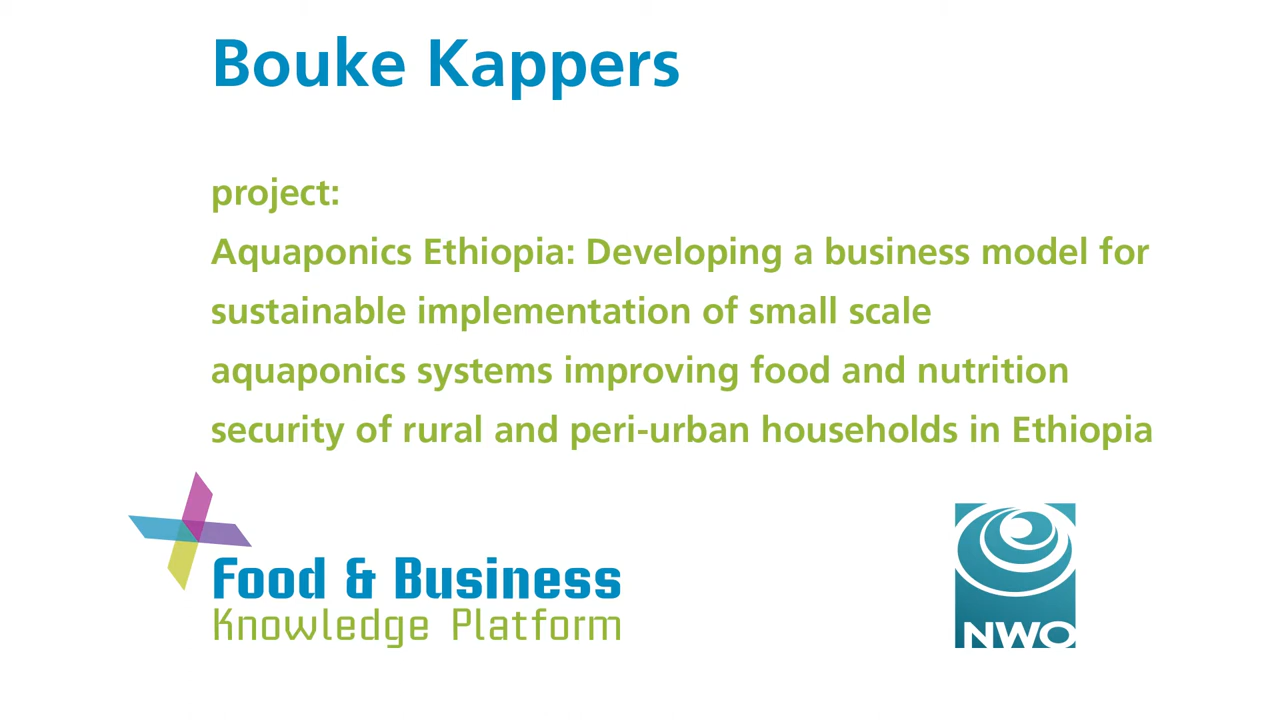 Bouke Kappers
project:
Aquaponics Ethiopia: Developing a business model for
sustainable implementation of small scale
aquaponics systems improving food and nutrition
security of rural and peri-urban households in Ethiopia
Food & Business
Knowledge Platform
NWO